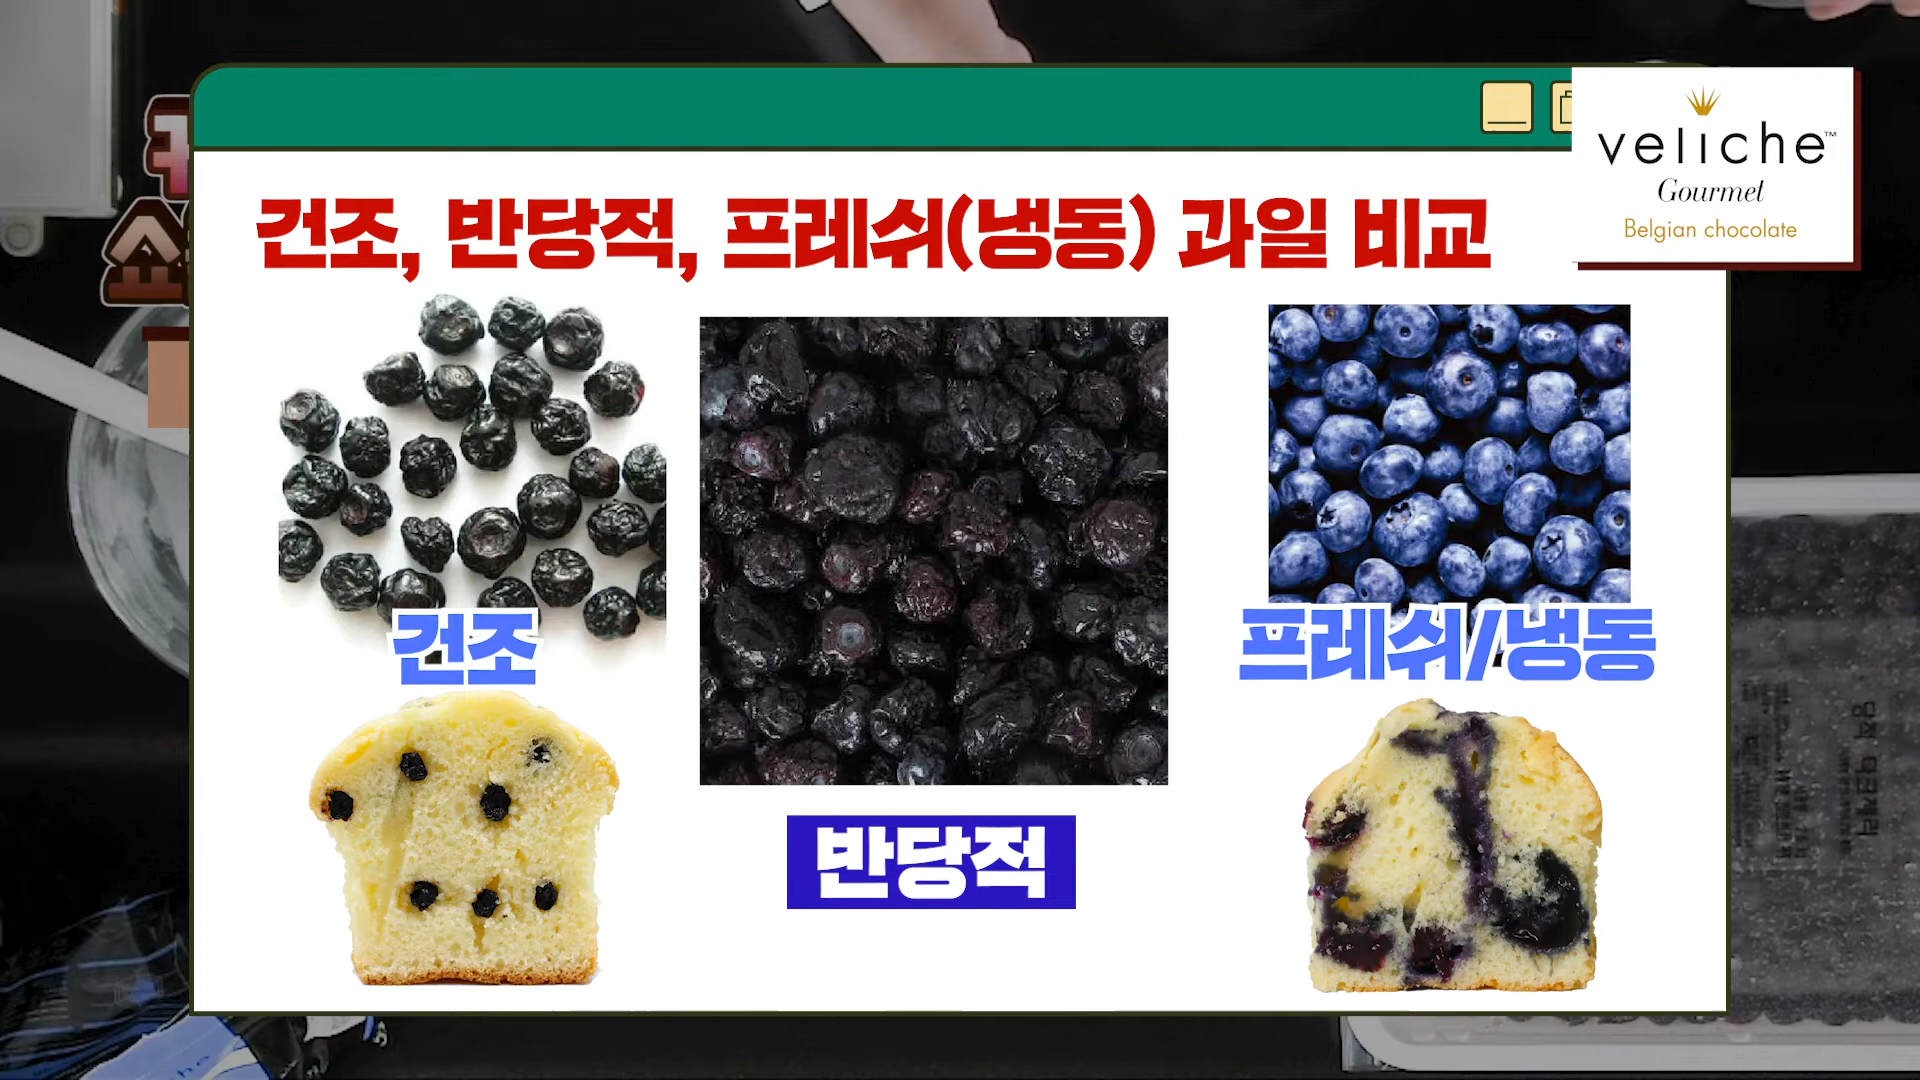 veliche™
Gourmet
Belgian chocolate
건조, 반당적, 프레쉬(냉동) 과일 비교
건조
프레쉬/냉동
반당적